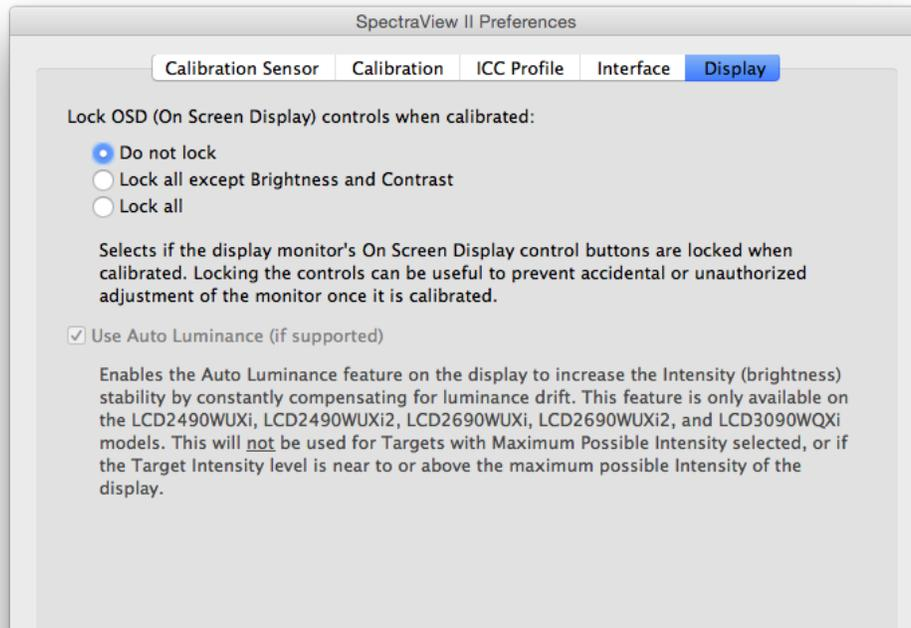 SpectraView II Preferences
Calibration Sensor Calibration ICC Profile Interface Display
Lock OSD (On Screen Display) controls when calibrated:
Do not lock
Lock all except Brightness and Contrast
Lock all
Selects if the display monitor's On Screen Display control buttons are locked when
calibrated. Locking the controls can be useful to prevent accidental or unauthorized
adjustment of the monitor once it is calibrated.
Use Auto Luminance (if supported)
Enables the Auto Luminance feature on the display to increase the Intensity (brightness)
stability by constantly compensating for luminance drift. This feature is only available on
the LCD2490WUXi, LCD2490WUXi2, LCD2690WUXi, LCD2690WUXi2, and LCD3090WQXi
models. This will not be used for Targets with Maximum Possible Intensity selected, or if
the Target Intensity level is near to or above the maximum possible Intensity of the
display.